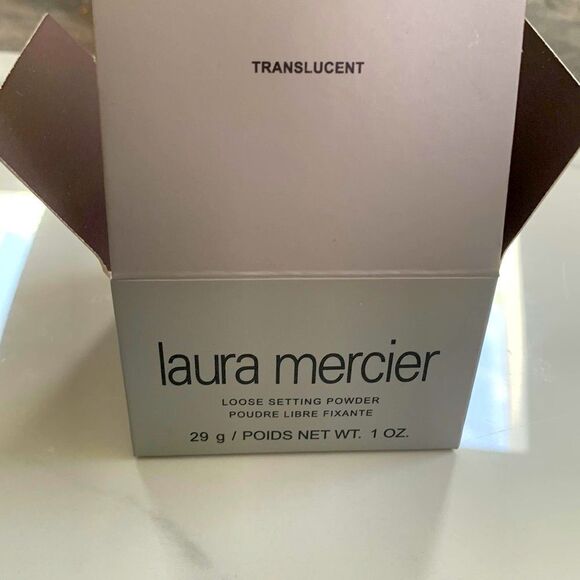 TRANSLUCENT
laura mercier
LOOSE SETTING POWDER
POUDRE LIBRE FIXANTE
29 g / POIDS NET WT. 1 OZ.